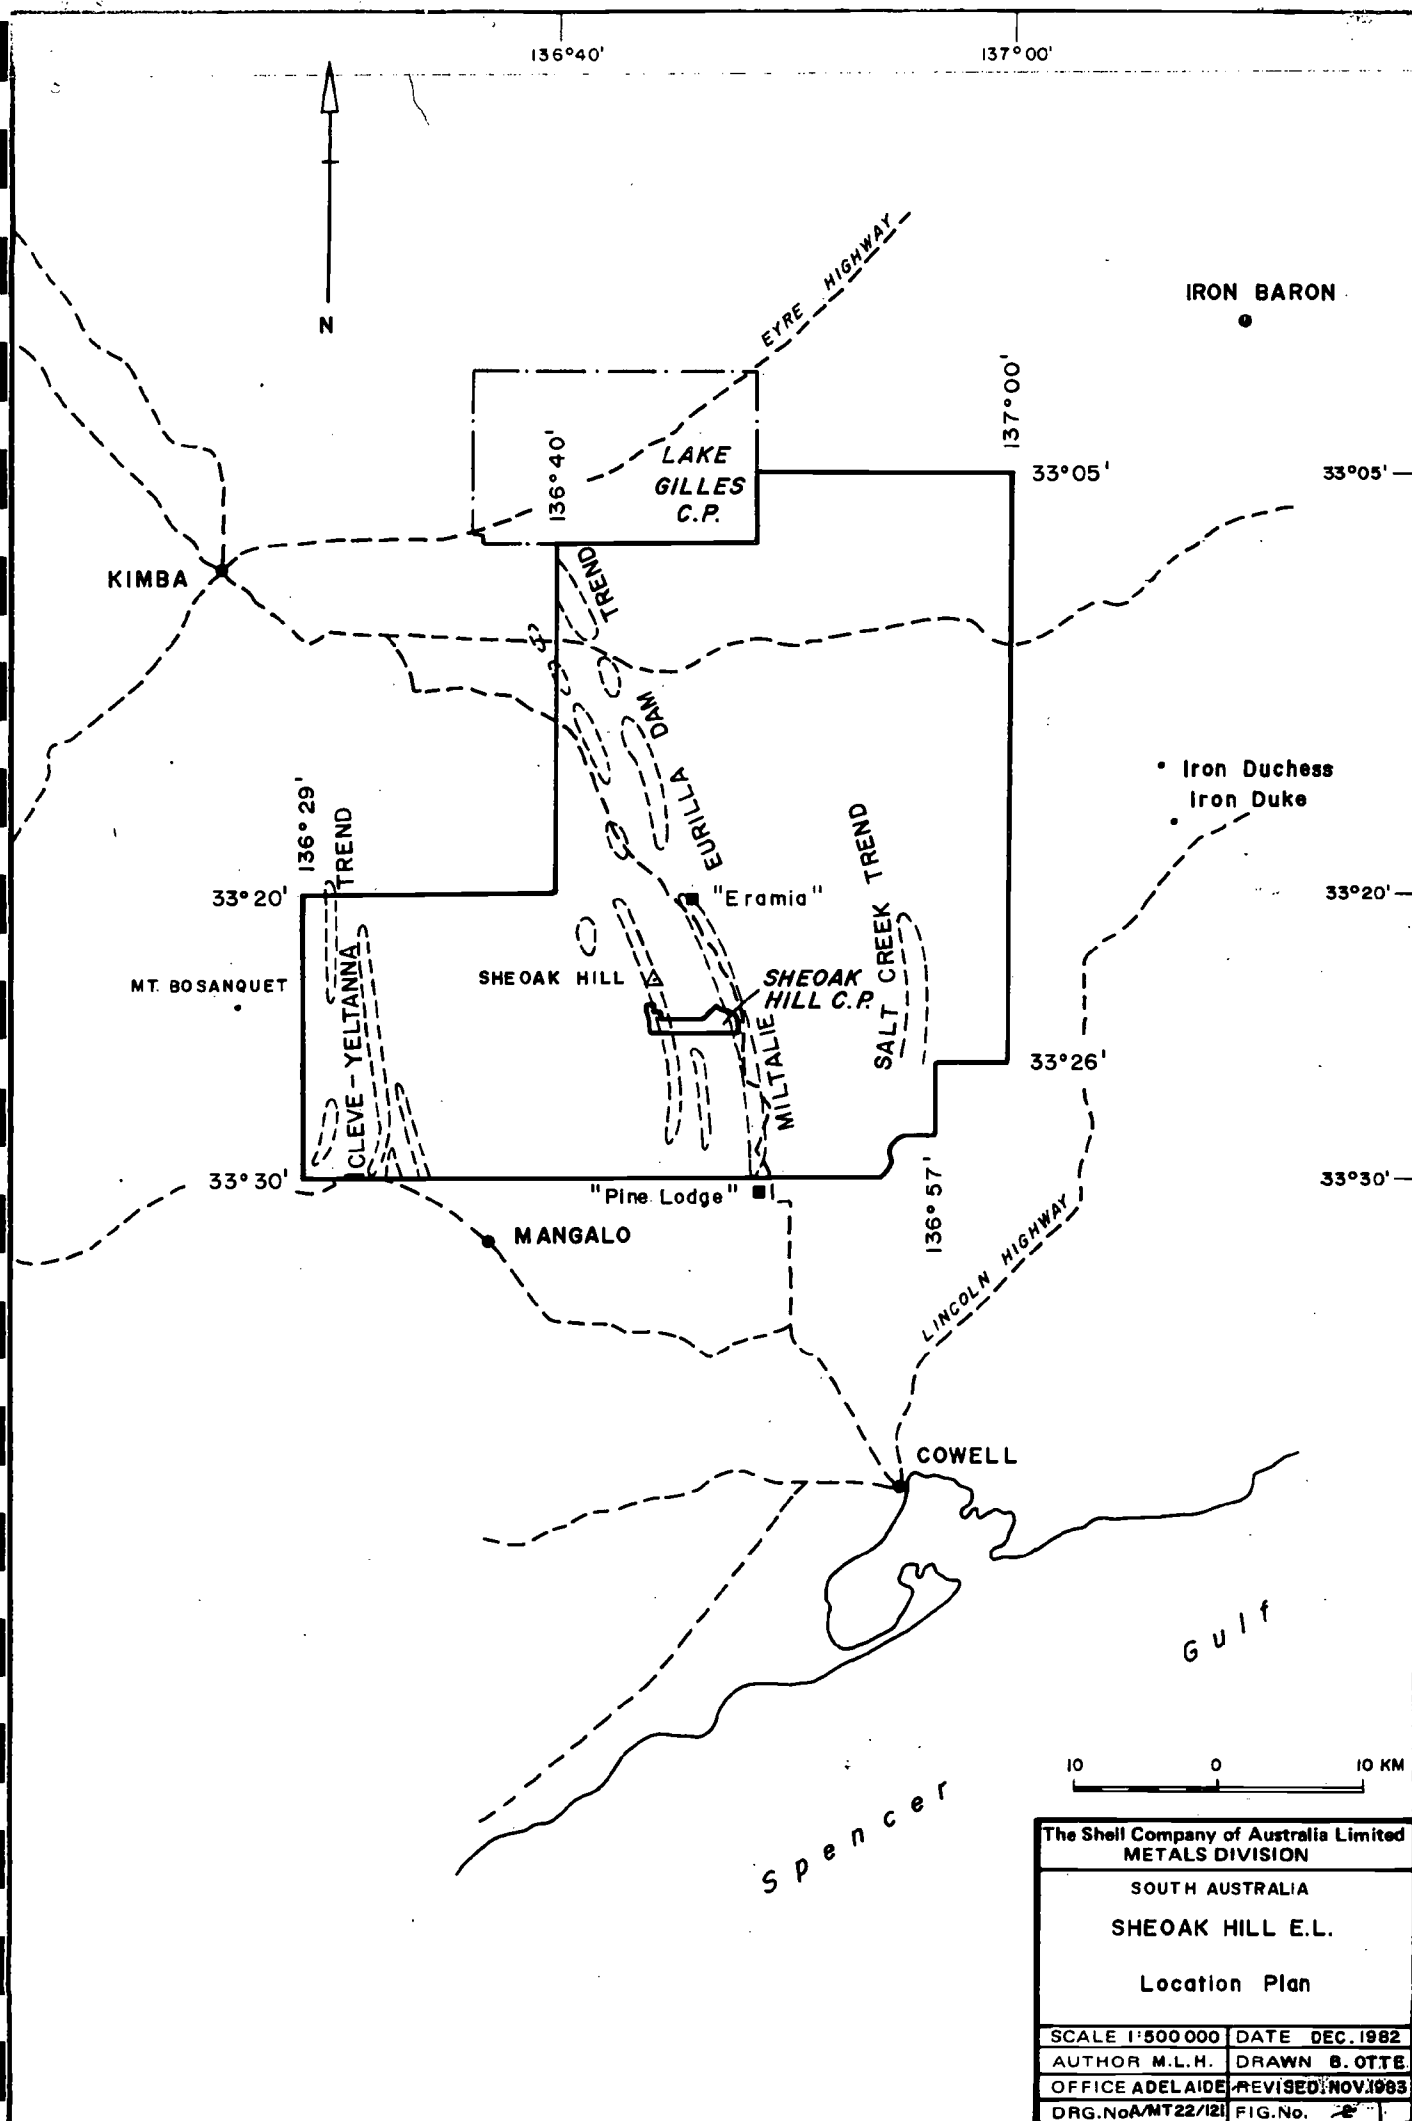 136°40'
137°00'
N
EYRE HIGHWAY
IRON BARON
137°00'
136°40'
LAKE
GILLES
C.P.
33°05'
33°05'
KIMBA
TREND
DAM
EURILLA
MILTALIE
Iron Duchess
Iron Duke
136°29'
TREND
CLEVE-YELTANNA
SALT CREEK TREND
33°20'
"Eramia"
33°20'
MT. BOSANQUET
SHEOAK HILL
SHEOAK
HILL C.P.
33°26'
33°30'
"Pine Lodge"
33°30'
136°57'
MANGALO
LINCOLN HIGHWAY
COWELL
Spencer Gulf
10 0 10 KM
The Shell Company of Australia Limited
METALS DIVISION
SOUTH AUSTRALIA
SHEOAK HILL E.L.
Location Plan
SCALE 1:500 000 DATE DEC. 1982
AUTHOR M.L.H. DRAWN B. OTTE
OFFICE ADELAIDE REVISED: NOV.1983
DRG.No A/MT22/121 FIG.No.